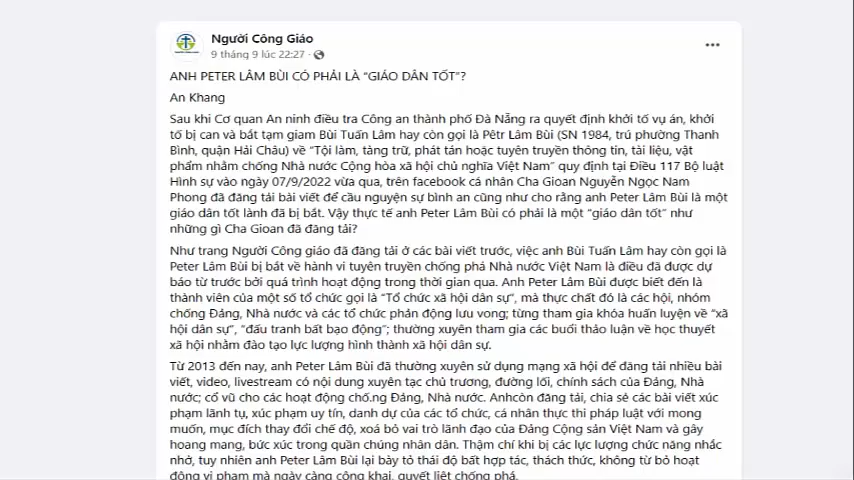 Người Công Giáo
9 tháng 9 lúc 22:27 ·
ANH PETER LÂM BÙI CÓ PHẢI LÀ "GIÁO DÂN TỐT"?
An Khang
Sau khi Cơ quan An ninh điều tra Công an thành phố Đà Nẵng ra quyết định khởi tố vụ án, khởi
tố bị can và bắt tạm giam Bùi Tuấn Lâm hay còn gọi là Pêtr Lâm Bùi (SN 1984, trú phường Thanh
Bình, quận Hải Châu) về "Tội làm, tàng trữ, phát tán hoặc tuyên truyền thông tin, tài liệu, vật
phẩm nhằm chống Nhà nước Cộng hòa xã hội chủ nghĩa Việt Nam" quy định tại Điều 117 Bộ luật
Hình sự vào ngày 07/9/2022 vừa qua, trên facebook cá nhân Cha Gioan Nguyễn Ngọc Nam
Phong đã đăng tải bài viết để cầu nguyện sự bình an cũng như cho rằng anh Peter Lâm Bùi là một
giáo dân tốt lành đã bị bắt. Vậy thực tế anh Peter Lâm Bùi có phải là một "giáo dân tốt" như
những gì Cha Gioan đã đăng tải?
Như trang Người Công giáo đã đăng tải ở các bài viết trước, việc anh Bùi Tuấn Lâm hay còn gọi là
Peter Lâm Bùi bị bắt về hành vi tuyên truyền chống phá Nhà nước Việt Nam là điều đã được dự
báo từ trước bởi quá trình hoạt động trong thời gian qua. Anh Peter Lâm Bùi được biết đến là
thành viên của một số tổ chức gọi là "Tổ chức xã hội dân sự", mà thực chất đó là các hội, nhóm
chống Đảng, Nhà nước và các tổ chức phản động lưu vong; từng tham gia khóa huấn luyện về "xã
hội dân sự", "đấu tranh bất bạo động"; thường xuyên tham gia các buổi thảo luận về học thuyết
xã hội nhằm đào tạo lực lượng hình thành xã hội dân sự.
Từ 2013 đến nay, anh Peter Lâm Bùi đã thường xuyên sử dụng mạng xã hội để đăng tải nhiều bài
viết, video, livestream có nội dung xuyên tạc chủ trương, đường lối, chính sách của Đảng, Nhà
nước; cổ vũ cho các hoạt động chố.ng Đảng, Nhà nước. Anhcòn đăng tải, chia sẻ các bài viết xúc
phạm lãnh tụ, xúc phạm uy tín, danh dự của các tổ chức, cá nhân thực thi pháp luật với mong
muốn, mục đích thay đổi chế độ, xoá bỏ vai trò lãnh đạo của Đảng Cộng sản Việt Nam và gây
hoang mang, bức xúc trong quần chúng nhân dân. Thậm chí khi bị các lực lượng chức năng nhắc
nhở, tuy nhiên anh Peter Lâm Bùi lại bày tỏ thái độ bất hợp tác, thách thức, không từ bỏ hoạt
động vi phạm mà ngày càng công khai, quyết liệt chống phá.